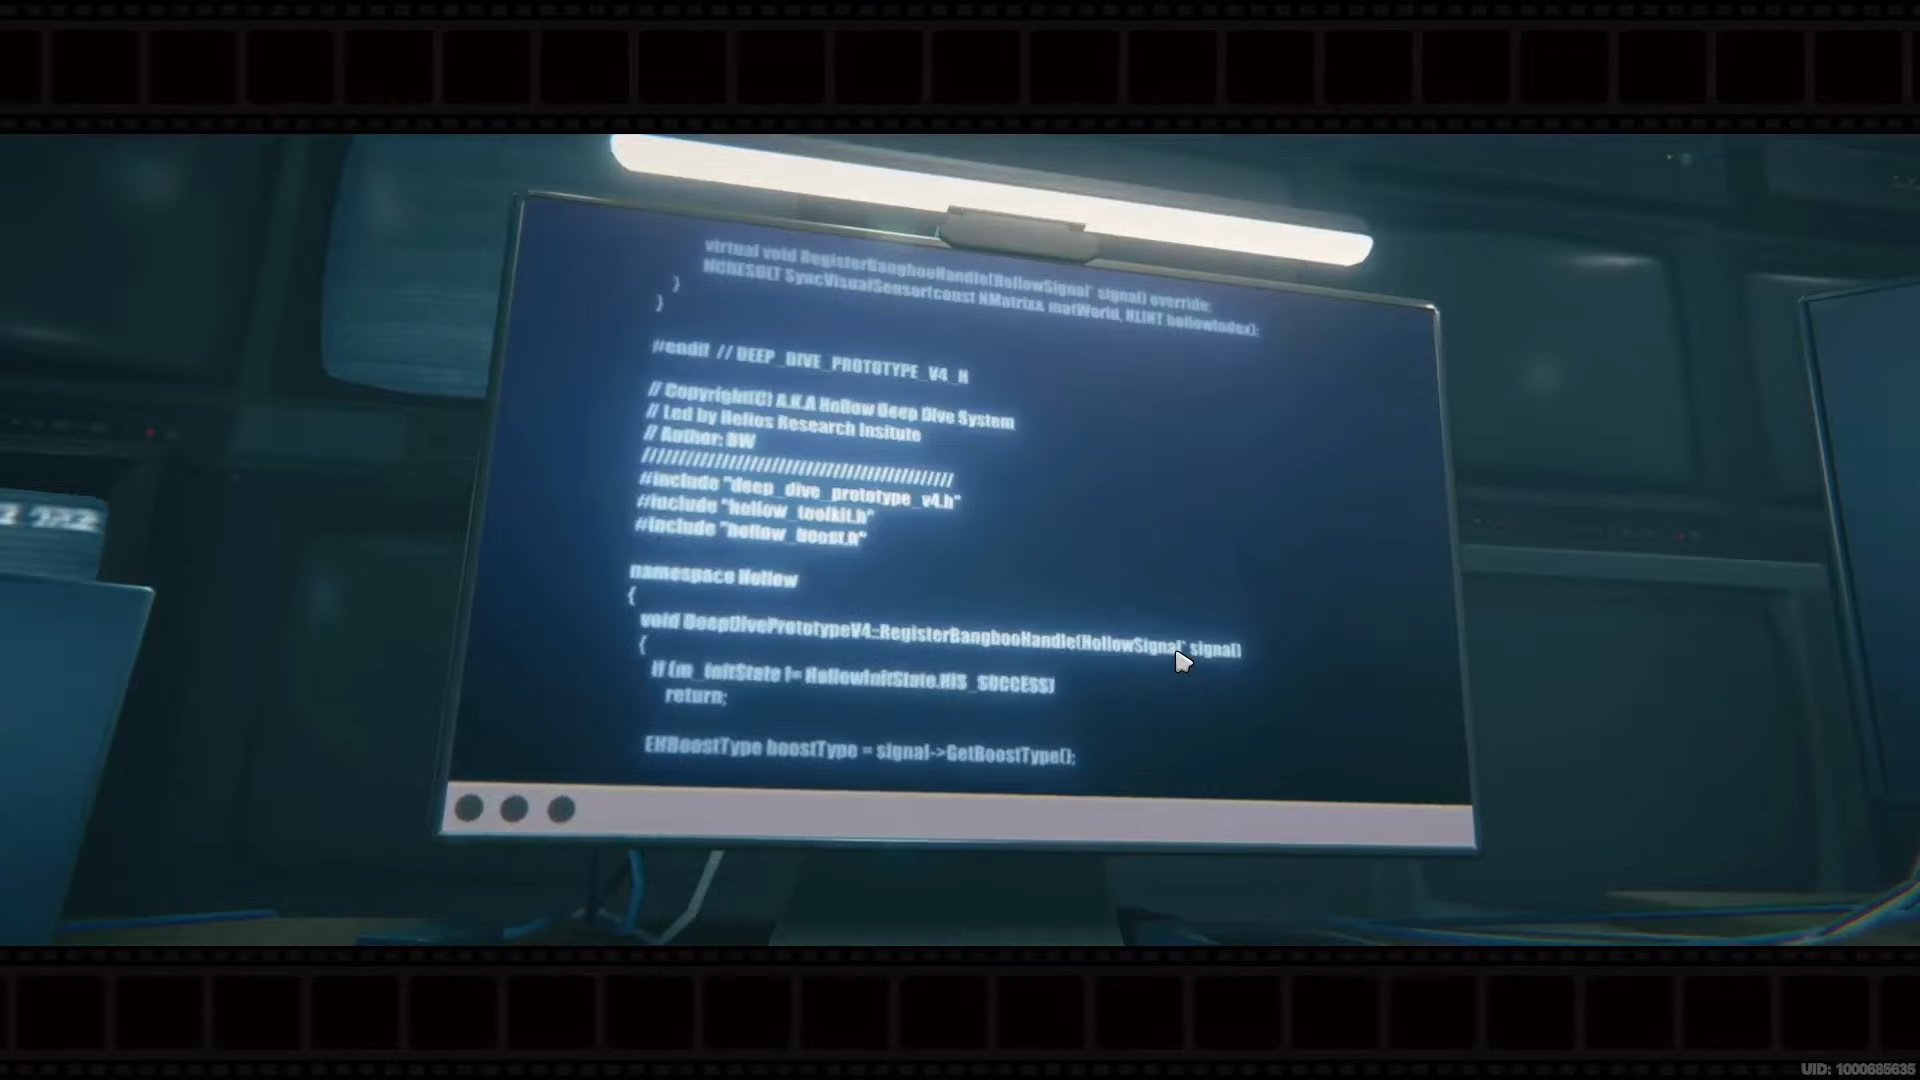 virtual void RegisterBangbooHandle(HollowSignal* signal) override;
HCRESULT SyncVisualSensor(const NMatrix& matWorld, HLINT hollowIndex);
}
}
#endif // DEEP_DIVE_PROTOTYPE_V4_H
// Copyright(C) A.K.A Hollow Deep Dive System
// Led by Helios Research Insitute
// Author: BW
//////////////////////////////////////////////////
#include "deep_dive_prototype_v4.h"
#include "hollow_toolkit.h"
#include "hollow_boost.h"
namespace Hollow
{
void DeepDivePrototypeV4::RegisterBangbooHandle(HollowSignal* signal)
{
if (m_initState != HollowInitState.HIS_SUCCESS)
return;
EHBoostType boostType = signal->GetBoostType();
UID: 1000685635